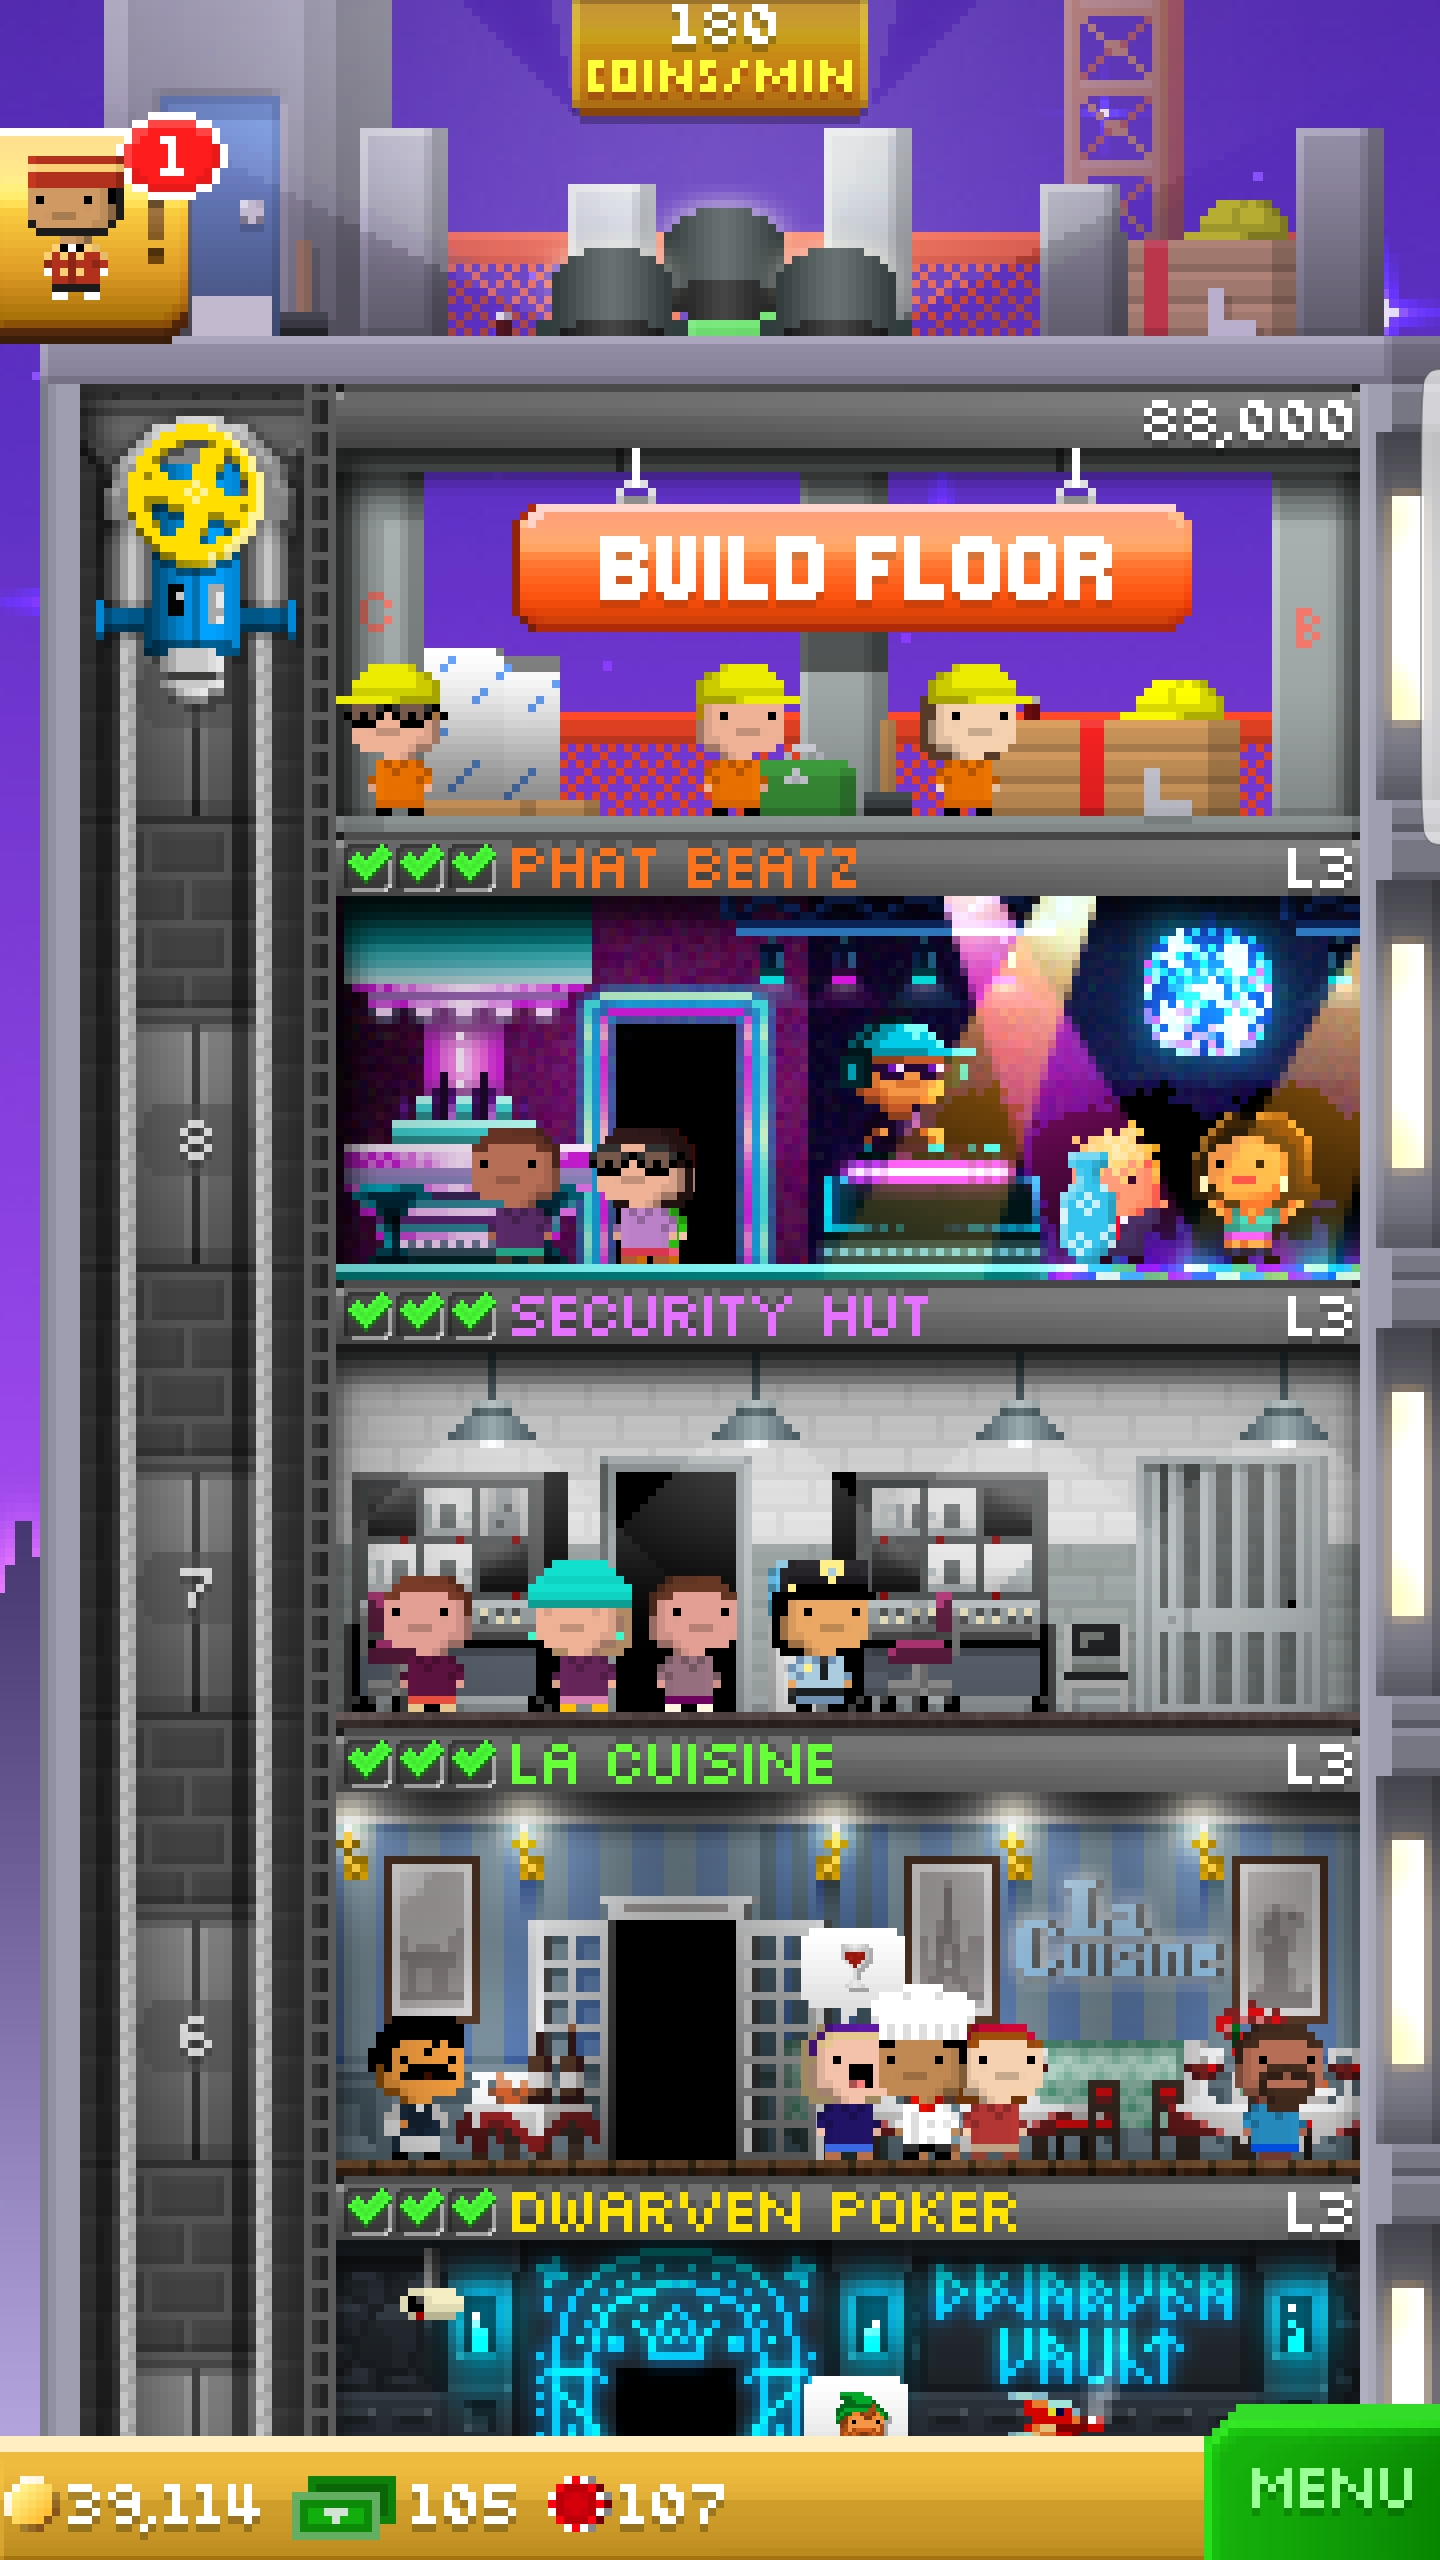 180
COINS/MIN
1
88,000
BUILD FLOOR
C
B
PHAT BEATZ
L3
8
SECURITY HUT
L3
7
LA CUISINE
L3
La
Cuisine
6
DWARVEN POKER
L3
DWARVEN
VAULT
39,114
105
107
MENU